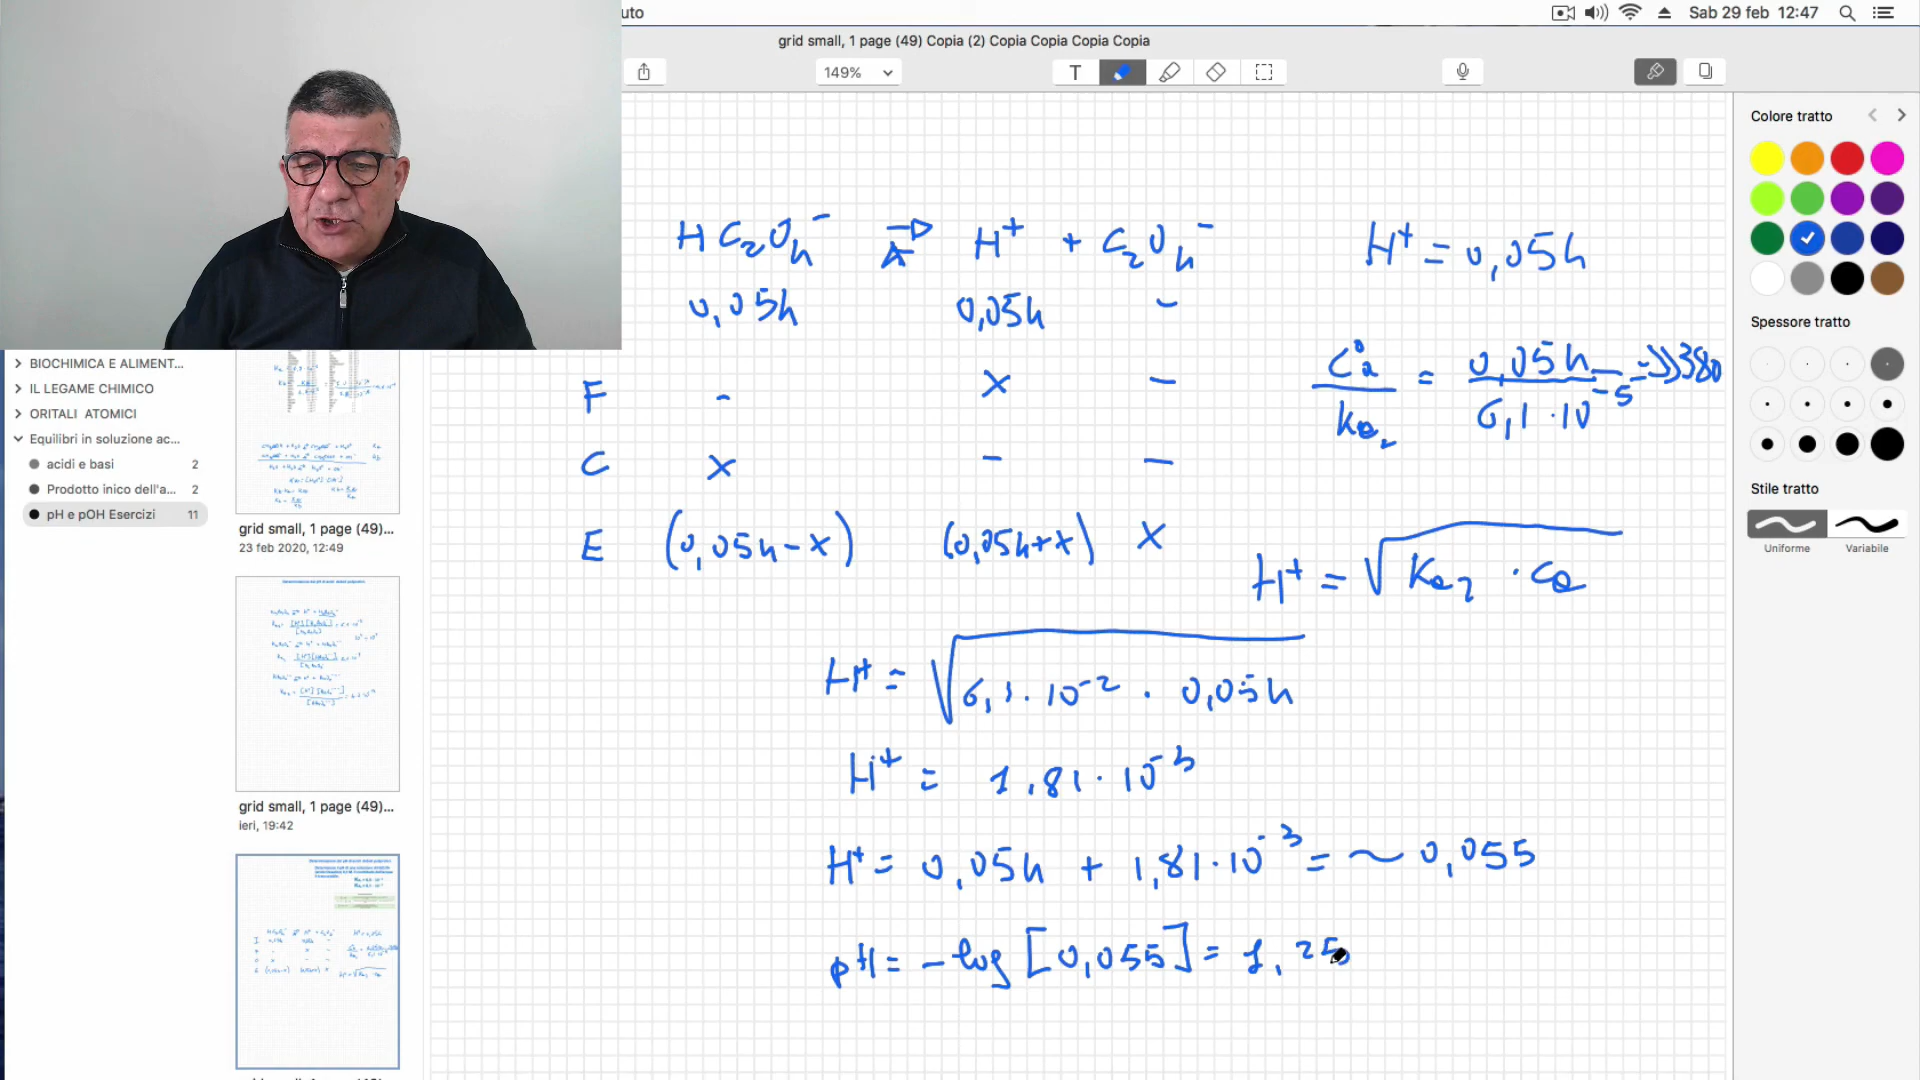 uto
Sab 29 feb 12:47
grid small, 1 page (49) Copia (2) Copia Copia Copia Copia
149%
T
Colore tratto
Spessore tratto
Stile tratto
Uniforme
Variabile
BIOCHIMICA E ALIMENT...
IL LEGAME CHIMICO
ORITALI ATOMICI
Equilibri in soluzione ac...
acidi e basi 2
Prodotto inico dell'a... 2
pH e pOH Esercizi 11
grid small, 1 page (49)...
23 feb 2020, 12:49
grid small, 1 page (49)...
ieri, 19:42
HC₂O₄⁻ ⇌ H⁺ + C₂O₄⁻
H⁺ = 0,054
0,054 0,054 -
F - X -
C X - -
E (0,054-X) (0,054+X) X
C°a / Ka₂ = 0,054 / 6,1 · 10⁻⁵ = >>380
H⁺ = √Ka₂ · Ca
H⁺ = √6,1 · 10⁻² · 0,054
H⁺ = 1,81 · 10⁻³
H⁺ = 0,054 + 1,81 · 10⁻³ = ~ 0,055
pH = -log [0,055] = 1,25